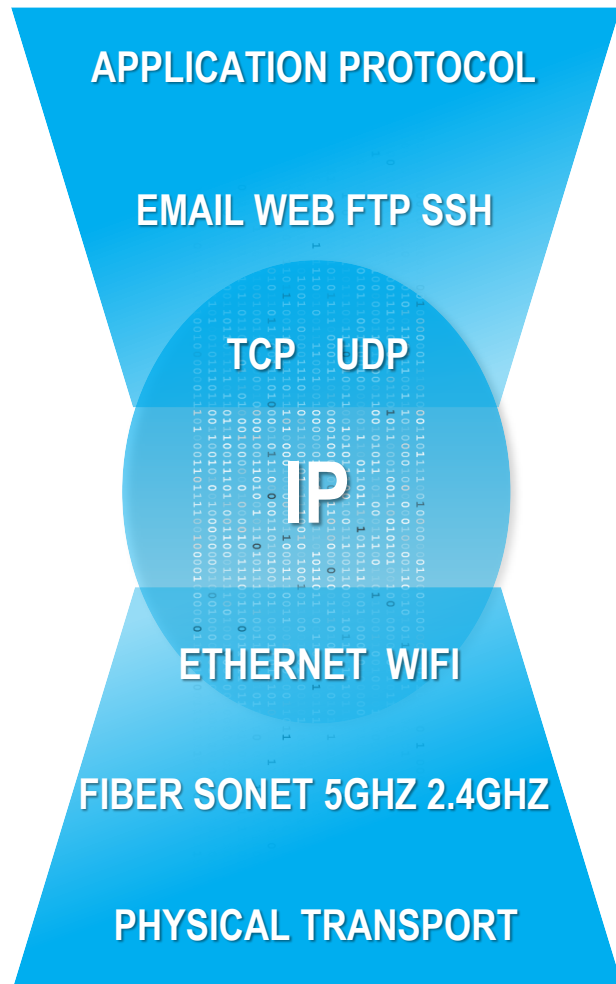 APPLICATION PROTOCOL
EMAIL WEB FTP SSH
TCP UDP
IP
ETHERNET WIFI
FIBER SONET 5GHZ 2.4GHZ
PHYSICAL TRANSPORT